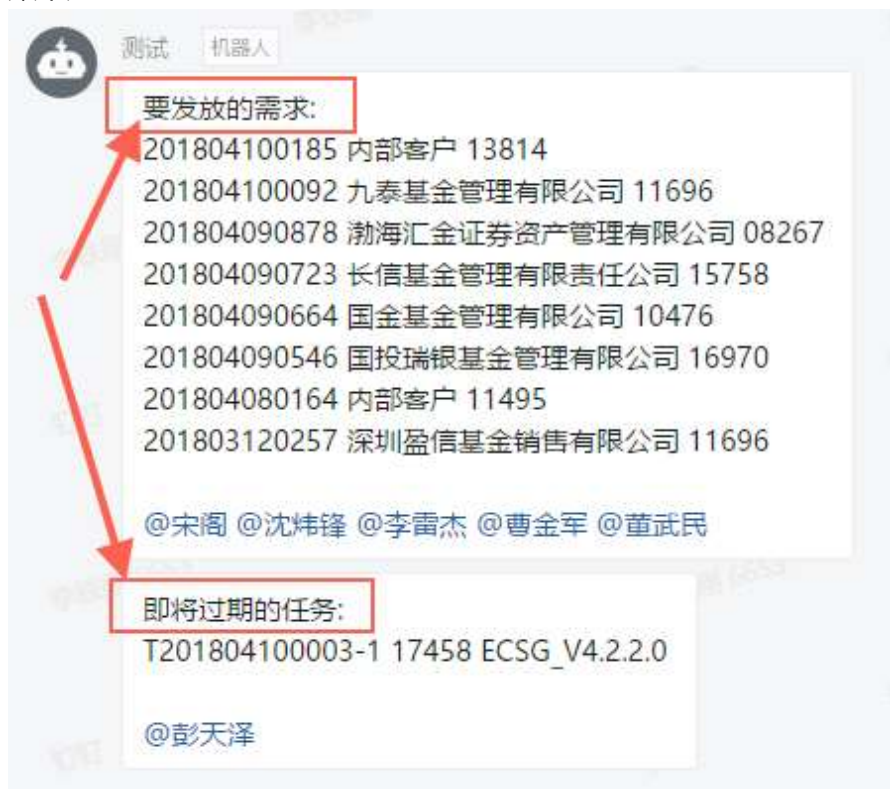 测试 机器人
要发放的需求:
201804100185 内部客户 13814
201804100092 九泰基金管理有限公司 11696
201804090878 渤海汇金证券资产管理有限公司 08267
201804090723 长信基金管理有限责任公司 15758
201804090664 国金基金管理有限公司 10476
201804090546 国投瑞银基金管理有限公司 16970
201804080164 内部客户 11495
201803120257 深圳盈信基金销售有限公司 11696
@宋阁 @沈炜锋 @李雷杰 @曹金军 @董武民
即将过期的任务:
T201804100003-1 17458 ECSG_V4.2.2.0
@彭天泽